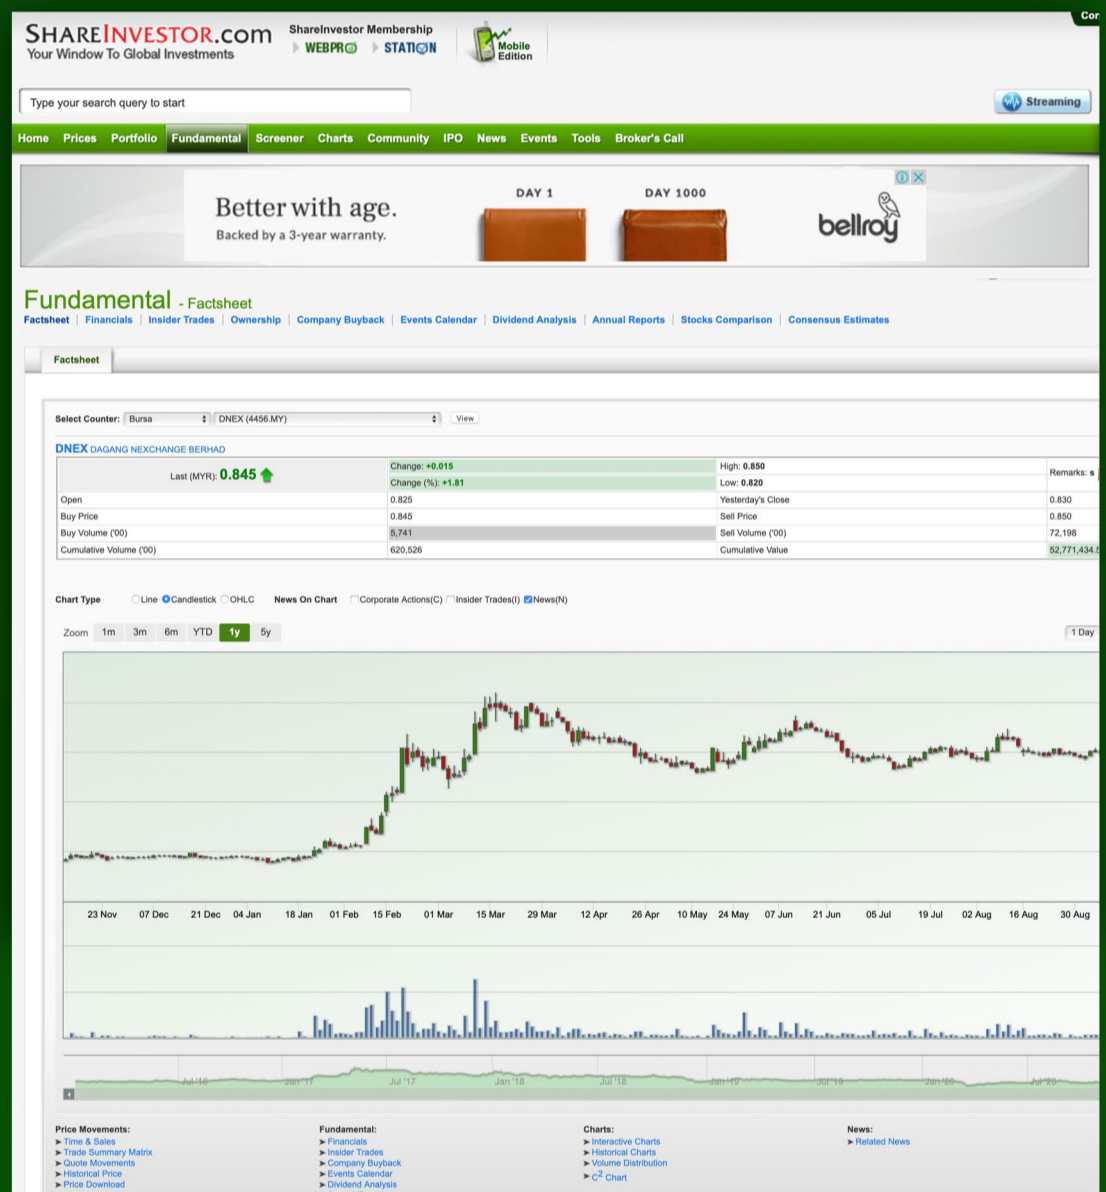 Con
SHAREINVESTOR.com
Your Window To Global Investments
ShareInvestor Membership
WEBPRO STATION
Mobile
Edition
Type your search query to start
Streaming
Home Prices Portfolio Fundamental Screener Charts Community IPO News Events Tools Broker's Call
Better with age.
Backed by a 3-year warranty.
DAY 1 DAY 1000
bellroy
Fundamental - Factsheet
Factsheet | Financials | Insider Trades | Ownership | Company Buyback | Events Calendar | Dividend Analysis | Annual Reports | Stocks Comparison | Consensus Estimates
Factsheet
Select Counter: Bursa DNEX (4456.MY) View
DNEX DAGANG NEXCHANGE BERHAD
Last (MYR): 0.845 Change: +0.015 High: 0.850 Remarks: s
Change (%): +1.81 Low: 0.820
Open 0.825 Yesterday's Close 0.830
Buy Price 0.845 Sell Price 0.850
Buy Volume ('00) 5,741 Sell Volume ('00) 72,198
Cumulative Volume ('00) 620,526 Cumulative Value 52,771,434.5
Chart Type Line Candlestick OHLC News On Chart Corporate Actions(C) Insider Trades(I) News(N)
Zoom 1m 3m 6m YTD 1y 5y 1 Day
23 Nov 07 Dec 21 Dec 04 Jan 18 Jan 01 Feb 15 Feb 01 Mar 15 Mar 29 Mar 12 Apr 26 Apr 10 May 24 May 07 Jun 21 Jun 05 Jul 19 Jul 02 Aug 16 Aug 30 Aug
Jul '16 Jan '17 Jul '17 Jan '18 Jul '18 Jan '19 Jul '19 Jan '20 Jul '20
Price Movements: Fundamental: Charts: News:
Time & Sales Financials Interactive Charts Related News
Trade Summary Matrix Insider Trades Historical Charts
Quote Movements Company Buyback Volume Distribution
Historical Price Events Calendar C2 Chart
Price Download Dividend Analysis